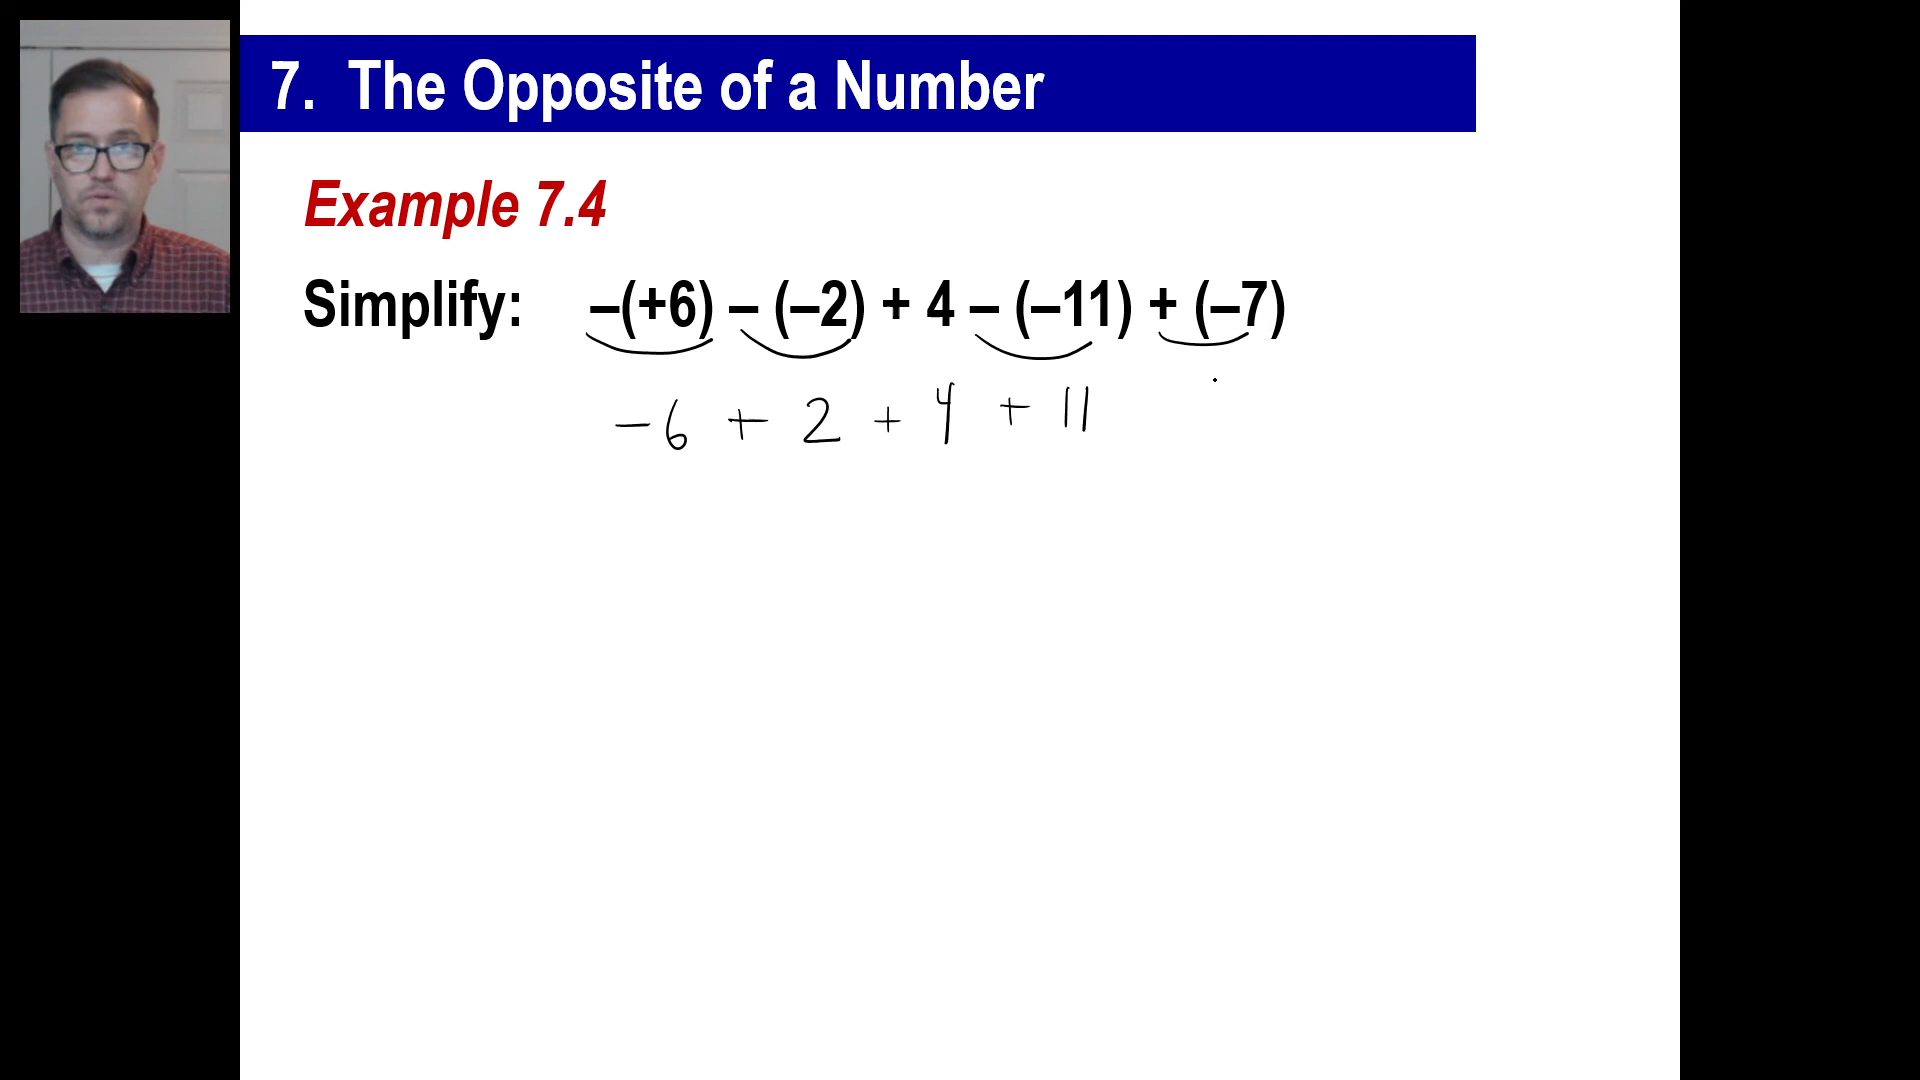 7. The Opposite of a Number
Example 7.4
Simplify: –(+6) – (–2) + 4 – (–11) + (–7)
- 6 + 2 + 4 + 11